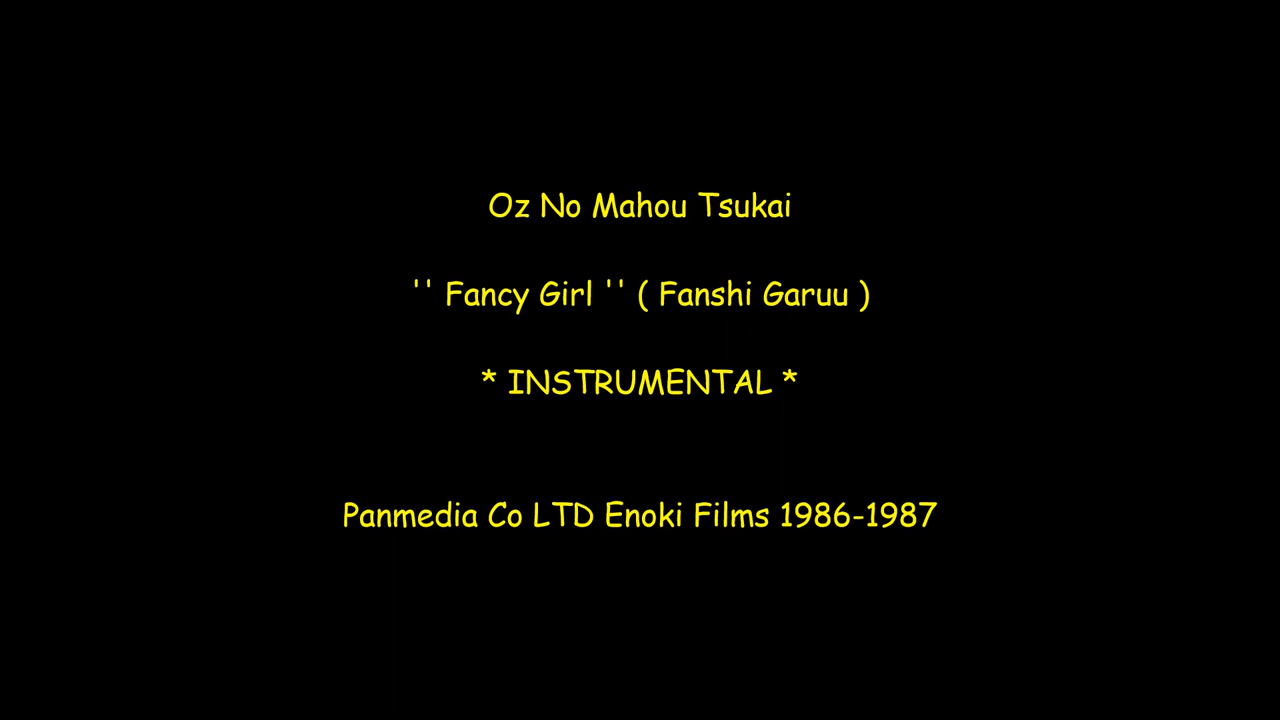 Oz No Mahou Tsukai
'' Fancy Girl '' ( Fanshi Garuu )
* INSTRUMENTAL *
Panmedia Co LTD Enoki Films 1986-1987